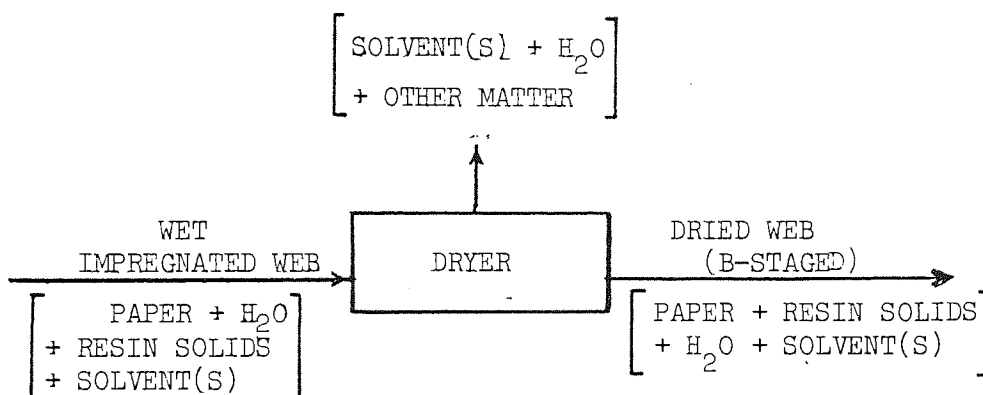 SOLVENT(S) + H₂O
+ OTHER MATTER
WET
IMPREGNATED WEB
DRYER
DRIED WEB
(B-STAGED)
PAPER + H₂O
+ RESIN SOLIDS
+ SOLVENT(S)
PAPER + RESIN SOLIDS
+ H₂O + SOLVENT(S)